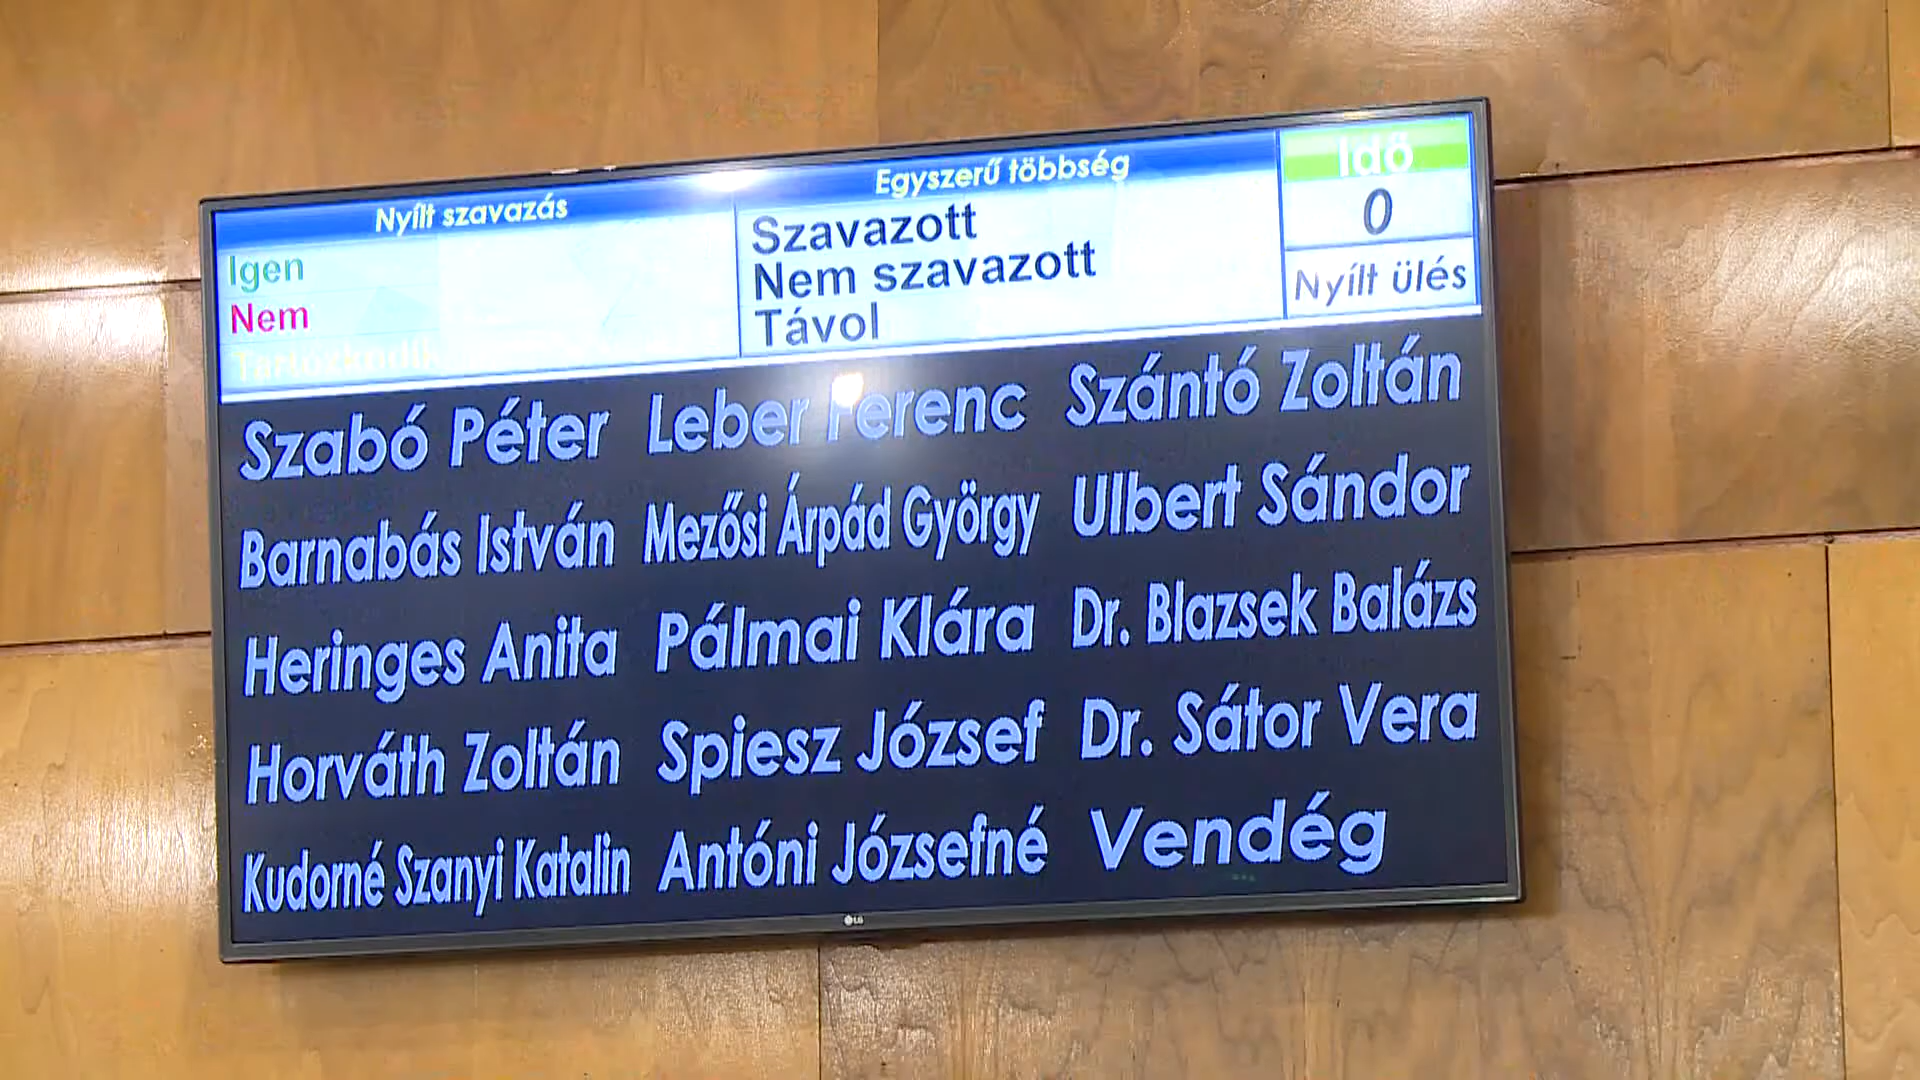 Nyílt szavazás
Igen
Nem
Tartózkodik
Egyszerű többség
Szavazott
Nem szavazott
Távol
Idő
0
Nyílt ülés
Szabó Péter Leber Ferenc Szántó Zoltán
Barnabás István Mezősi Árpád György Ulbert Sándor
Heringes Anita Pálmai Klára Dr. Blazsek Balázs
Horváth Zoltán Spiesz József Dr. Sátor Vera
Kudorné Szanyi Katalin Antóni Józsefné Vendég
LG